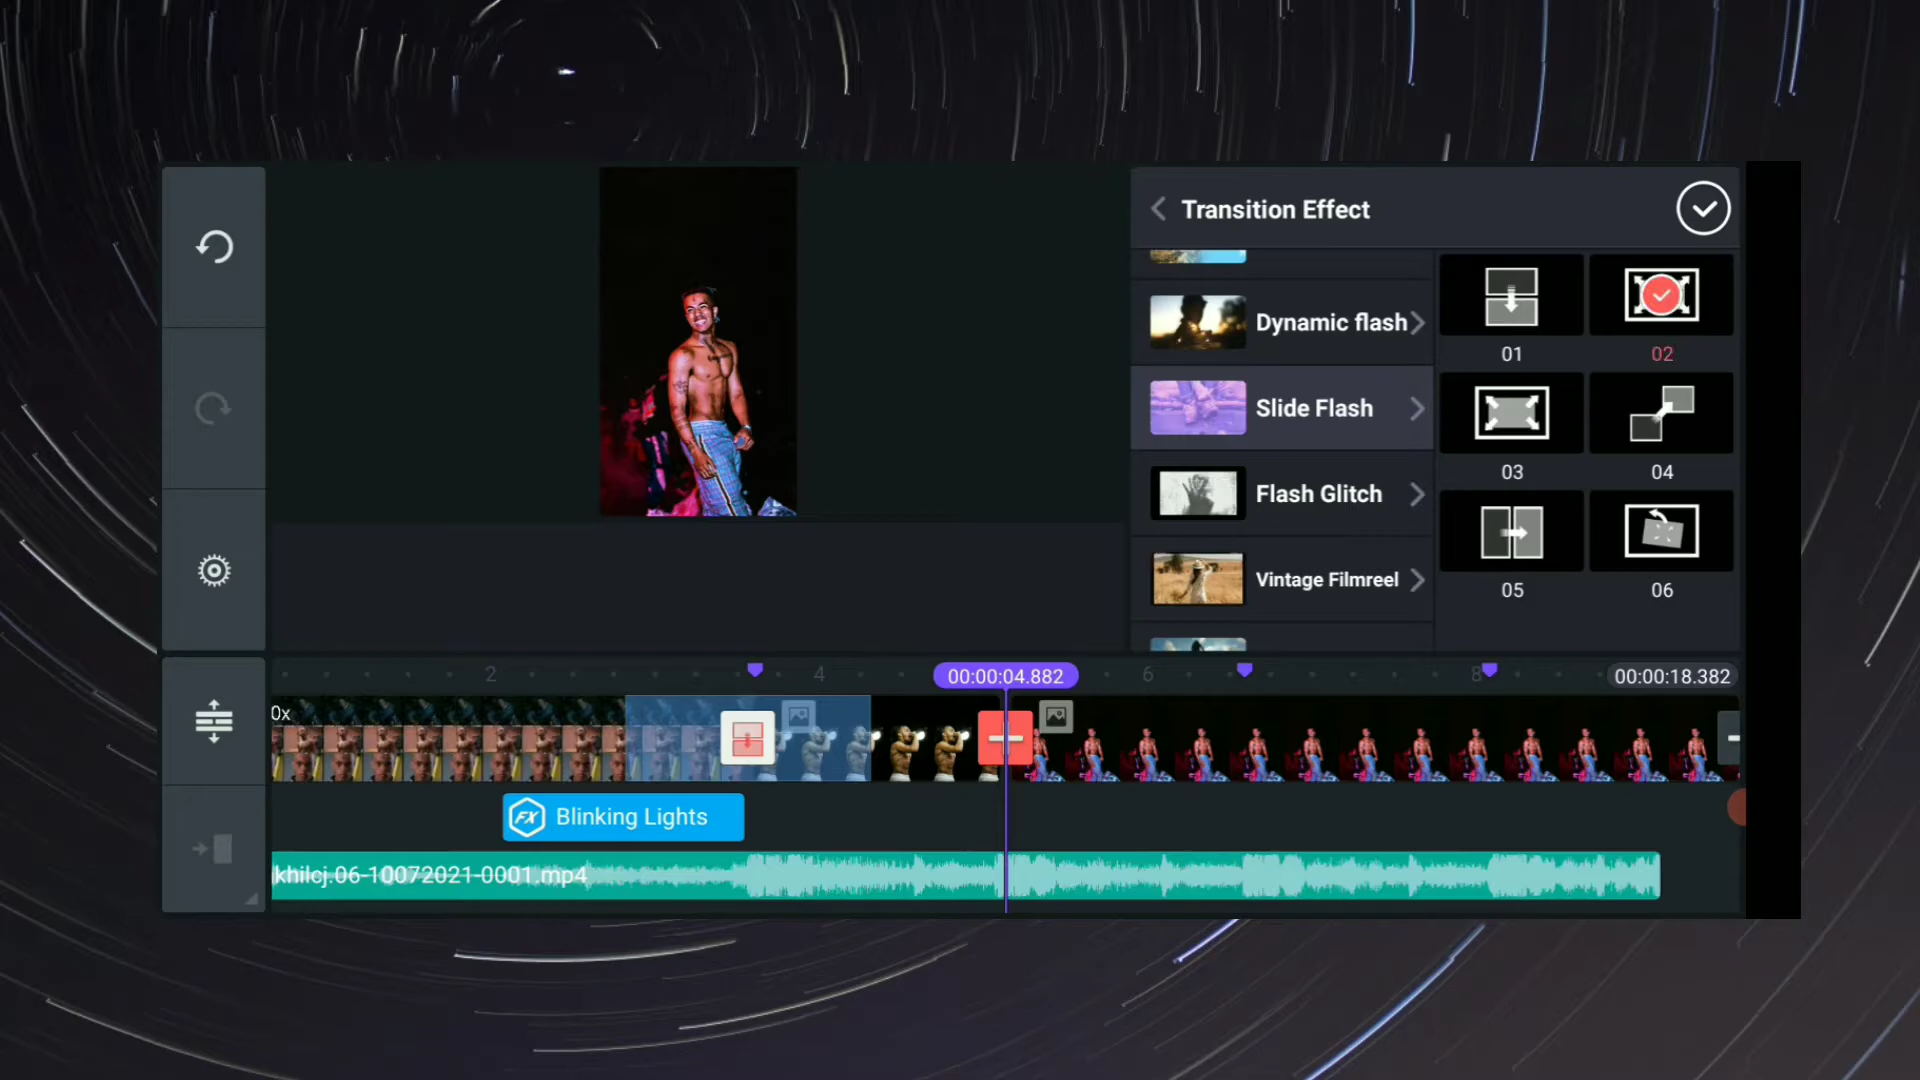 Transition Effect
Dynamic flash
Slide Flash
Flash Glitch
Vintage Filmreel
01
02
03
04
05
06
2
4
00:00:04.882
6
8
00:00:18.382
0x
FX Blinking Lights
khilcj.06-10072021-0001.mp4